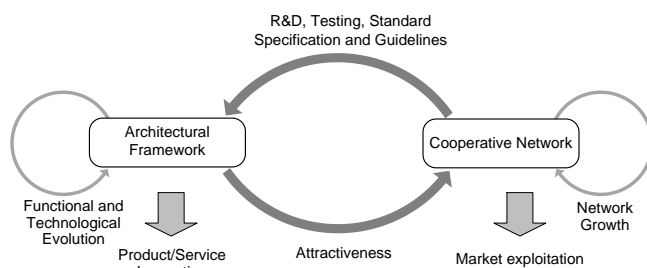 R&D, Testing, Standard
Specification and Guidelines
Architectural
Framework
Cooperative Network
Functional and
Technological
Evolution
Network
Growth
Product/Service
Attractiveness
Market exploitation